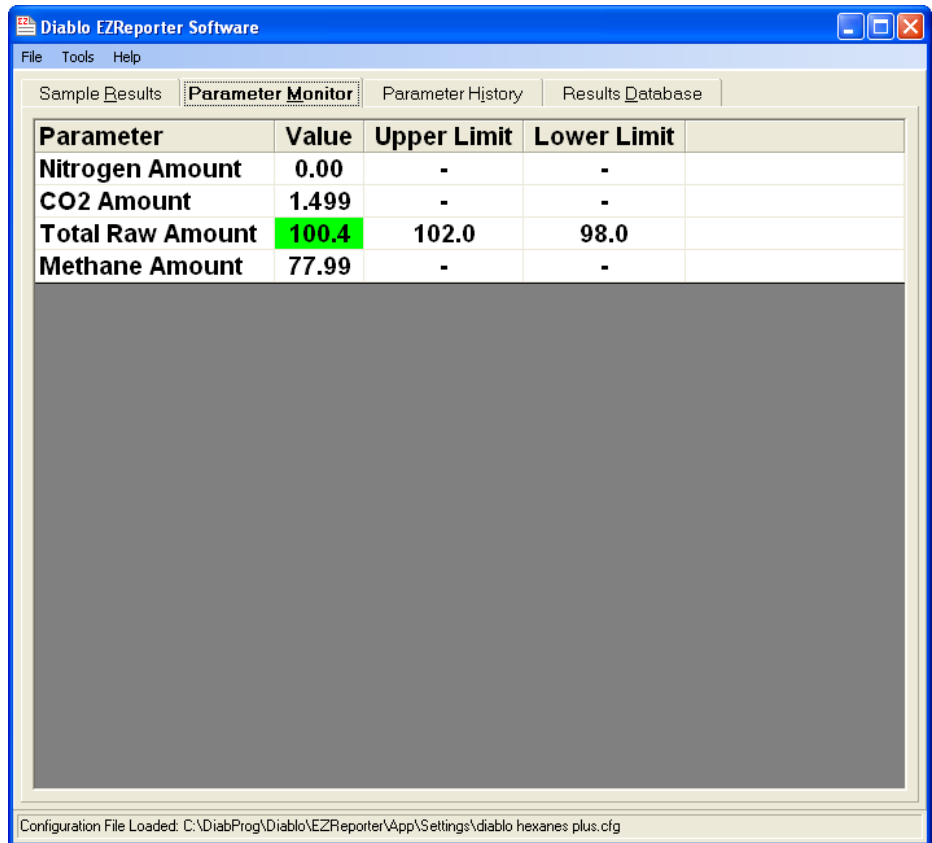 Diablo EZReporter Software
File Tools Help
Sample Results Parameter Monitor Parameter History Results Database
Parameter Value Upper Limit Lower Limit
Nitrogen Amount 0.00 - -
CO2 Amount 1.499 - -
Total Raw Amount 100.4 102.0 98.0
Methane Amount 77.99 - -
Configuration File Loaded: C:\DiabProg\Diablo\EZReporter\App\Settings\diablo hexanes plus.cfg